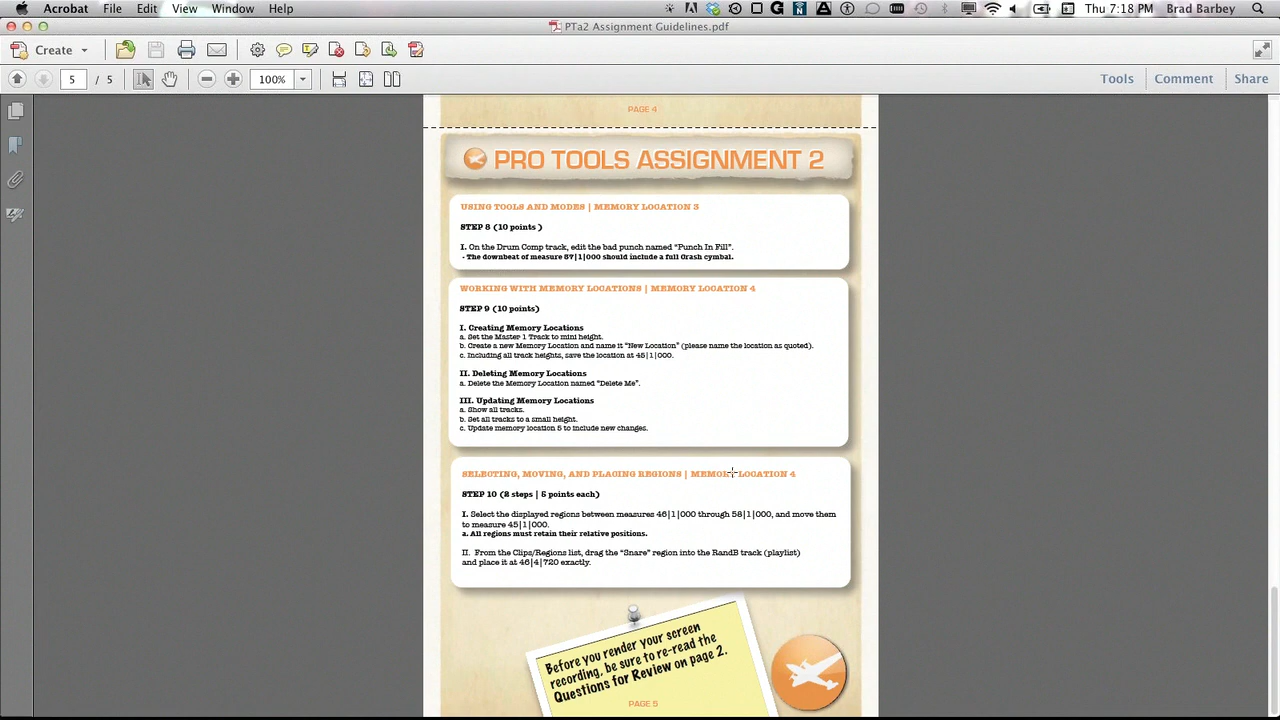 Acrobat File Edit View Window Help Thu 7:18 PM Brad Barbey
PTa2 Assignment Guidelines.pdf
Create
5 / 5 100% Tools Comment Share
PAGE 4
PRO TOOLS ASSIGNMENT 2
USING TOOLS AND MODES | MEMORY LOCATION 3
STEP 8 (10 points )
I. On the Drum Comp track, edit the bad punch named “Punch In Fill”.
- The downbeat of measure 57|1|000 should include a full Crash cymbal.
WORKING WITH MEMORY LOCATIONS | MEMORY LOCATION 4
STEP 9 (10 points)
I. Creating Memory Locations
a. Set the Master 1 Track to mini height.
b. Create a new Memory Location and name it “New Location” (please name the location as quoted).
c. Including all track heights, save the location at 45|1|000.
II. Deleting Memory Locations
a. Delete the Memory Location named “Delete Me”.
III. Updating Memory Locations
a. Show all tracks.
b. Set all tracks to a small height.
c. Update memory location 5 to include new changes.
SELECTING, MOVING, AND PLACING REGIONS | MEMORY LOCATION 4
STEP 10 (2 steps | 5 points each)
I. Select the displayed regions between measures 46|1|000 through 58|1|000, and move them
to measure 45|1|000.
a. All regions must retain their relative positions.
II. From the Clips/Regions list, drag the “Snare” region into the RandB track (playlist)
and place it at 46|4|720 exactly.
Before you render your screen
recording, be sure to re-read the
Questions for Review on page 2.
PAGE 5